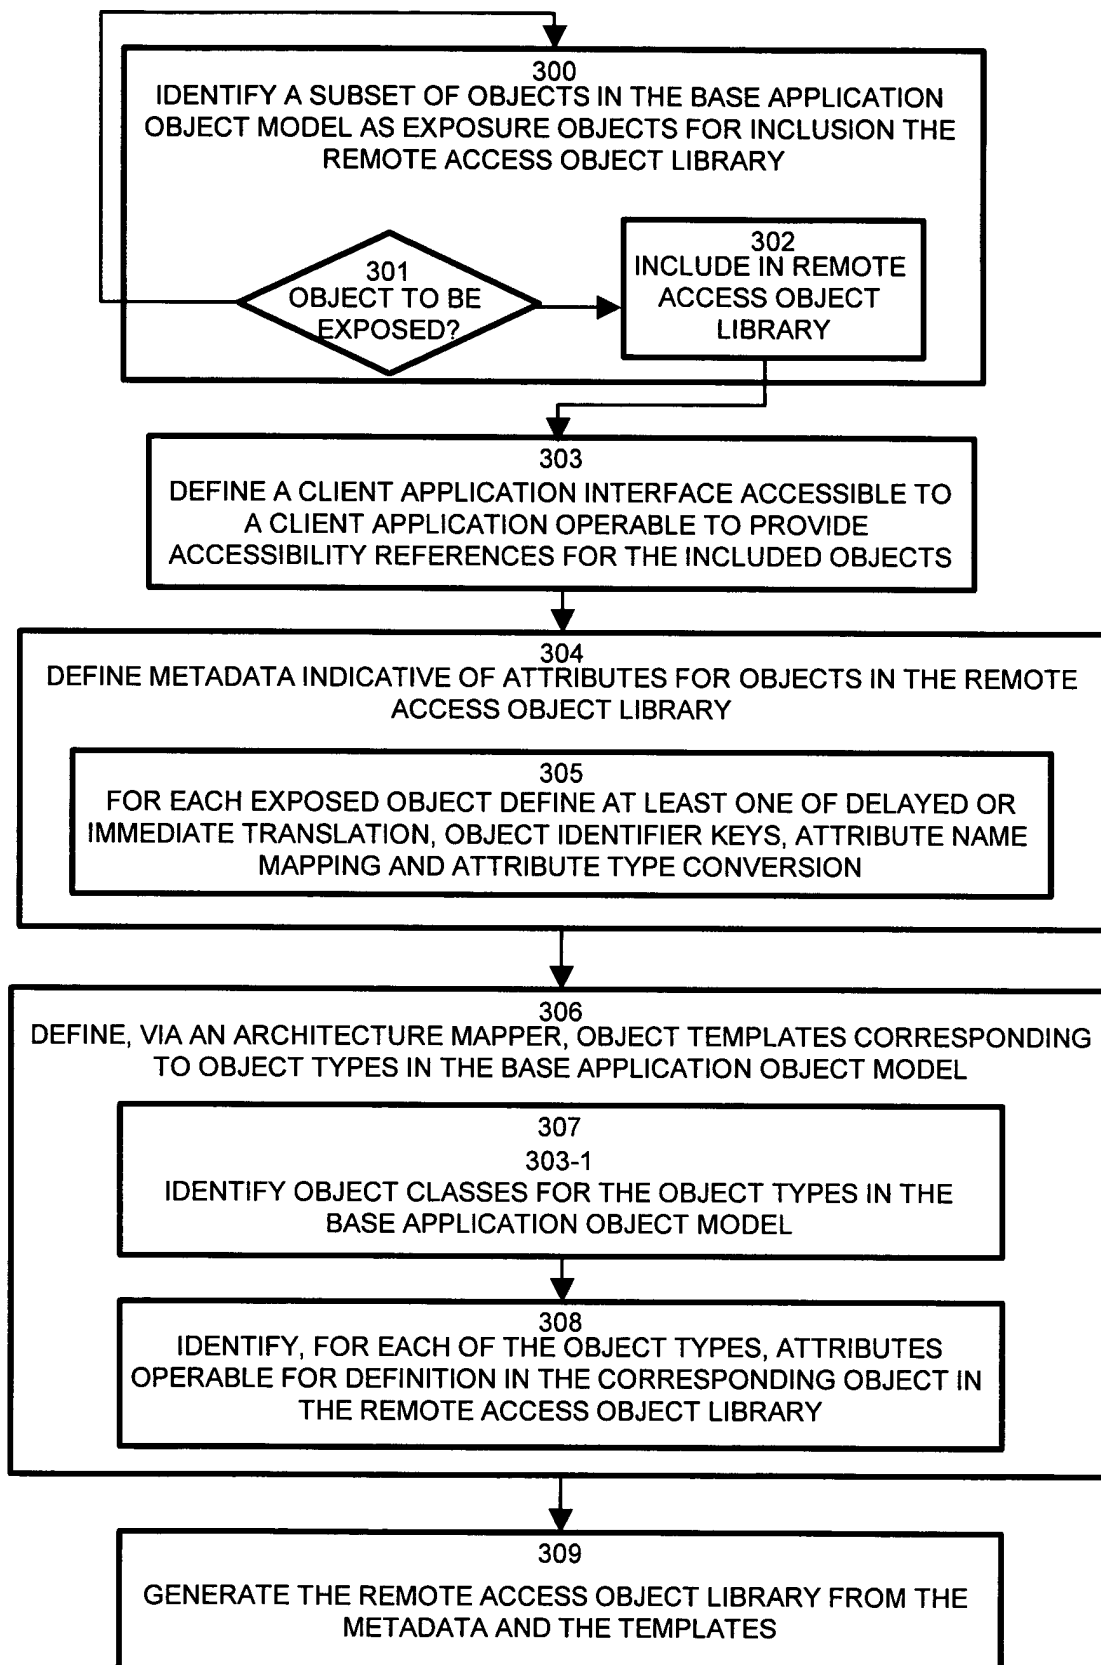 300
IDENTIFY A SUBSET OF OBJECTS IN THE BASE APPLICATION
OBJECT MODEL AS EXPOSURE OBJECTS FOR INCLUSION THE
REMOTE ACCESS OBJECT LIBRARY
301
OBJECT TO BE
EXPOSED?
302
INCLUDE IN REMOTE
ACCESS OBJECT
LIBRARY
303
DEFINE A CLIENT APPLICATION INTERFACE ACCESSIBLE TO
A CLIENT APPLICATION OPERABLE TO PROVIDE
ACCESSIBILITY REFERENCES FOR THE INCLUDED OBJECTS
304
DEFINE METADATA INDICATIVE OF ATTRIBUTES FOR OBJECTS IN THE REMOTE
ACCESS OBJECT LIBRARY
305
FOR EACH EXPOSED OBJECT DEFINE AT LEAST ONE OF DELAYED OR
IMMEDIATE TRANSLATION, OBJECT IDENTIFIER KEYS, ATTRIBUTE NAME
MAPPING AND ATTRIBUTE TYPE CONVERSION
306
DEFINE, VIA AN ARCHITECTURE MAPPER, OBJECT TEMPLATES CORRESPONDING
TO OBJECT TYPES IN THE BASE APPLICATION OBJECT MODEL
307
303-1
IDENTIFY OBJECT CLASSES FOR THE OBJECT TYPES IN THE
BASE APPLICATION OBJECT MODEL
308
IDENTIFY, FOR EACH OF THE OBJECT TYPES, ATTRIBUTES
OPERABLE FOR DEFINITION IN THE CORRESPONDING OBJECT IN
THE REMOTE ACCESS OBJECT LIBRARY
309
GENERATE THE REMOTE ACCESS OBJECT LIBRARY FROM THE
METADATA AND THE TEMPLATES